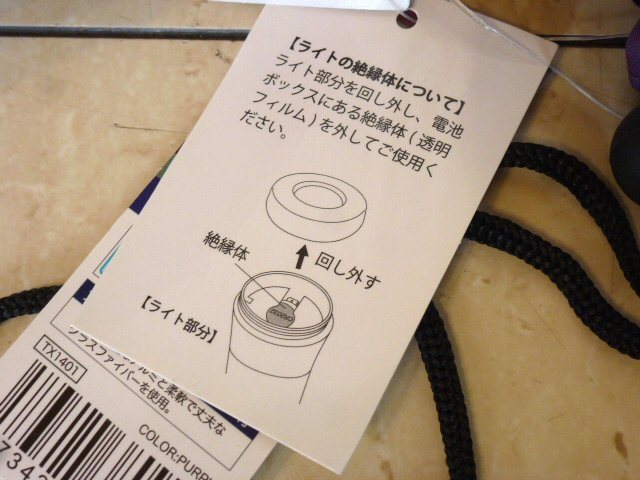 【ライトの絶縁体について】
ライト部分を回し外し、電池
ボックスにある絶縁体(透明
フィルム)を外してご使用く
ださい。
絶縁体
回し外す
CR2032
【ライト部分】
TX1401
ルミと柔軟で丈夫な
グラスファイバーを使用。
COLOR:PURP
7342